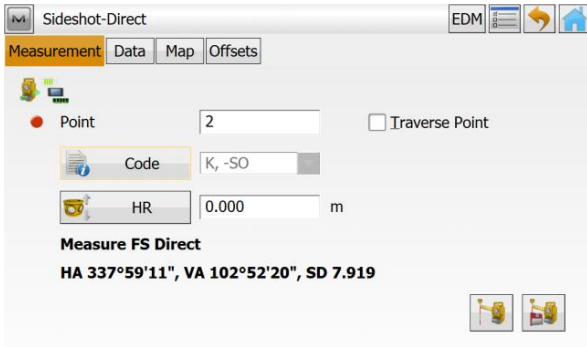 Sideshot-Direct EDM
Measurement Data Map Offsets
Point 2 Traverse Point
Code K, -SO
HR 0.000 m
Measure FS Direct
HA 337°59'11", VA 102°52'20", SD 7.919